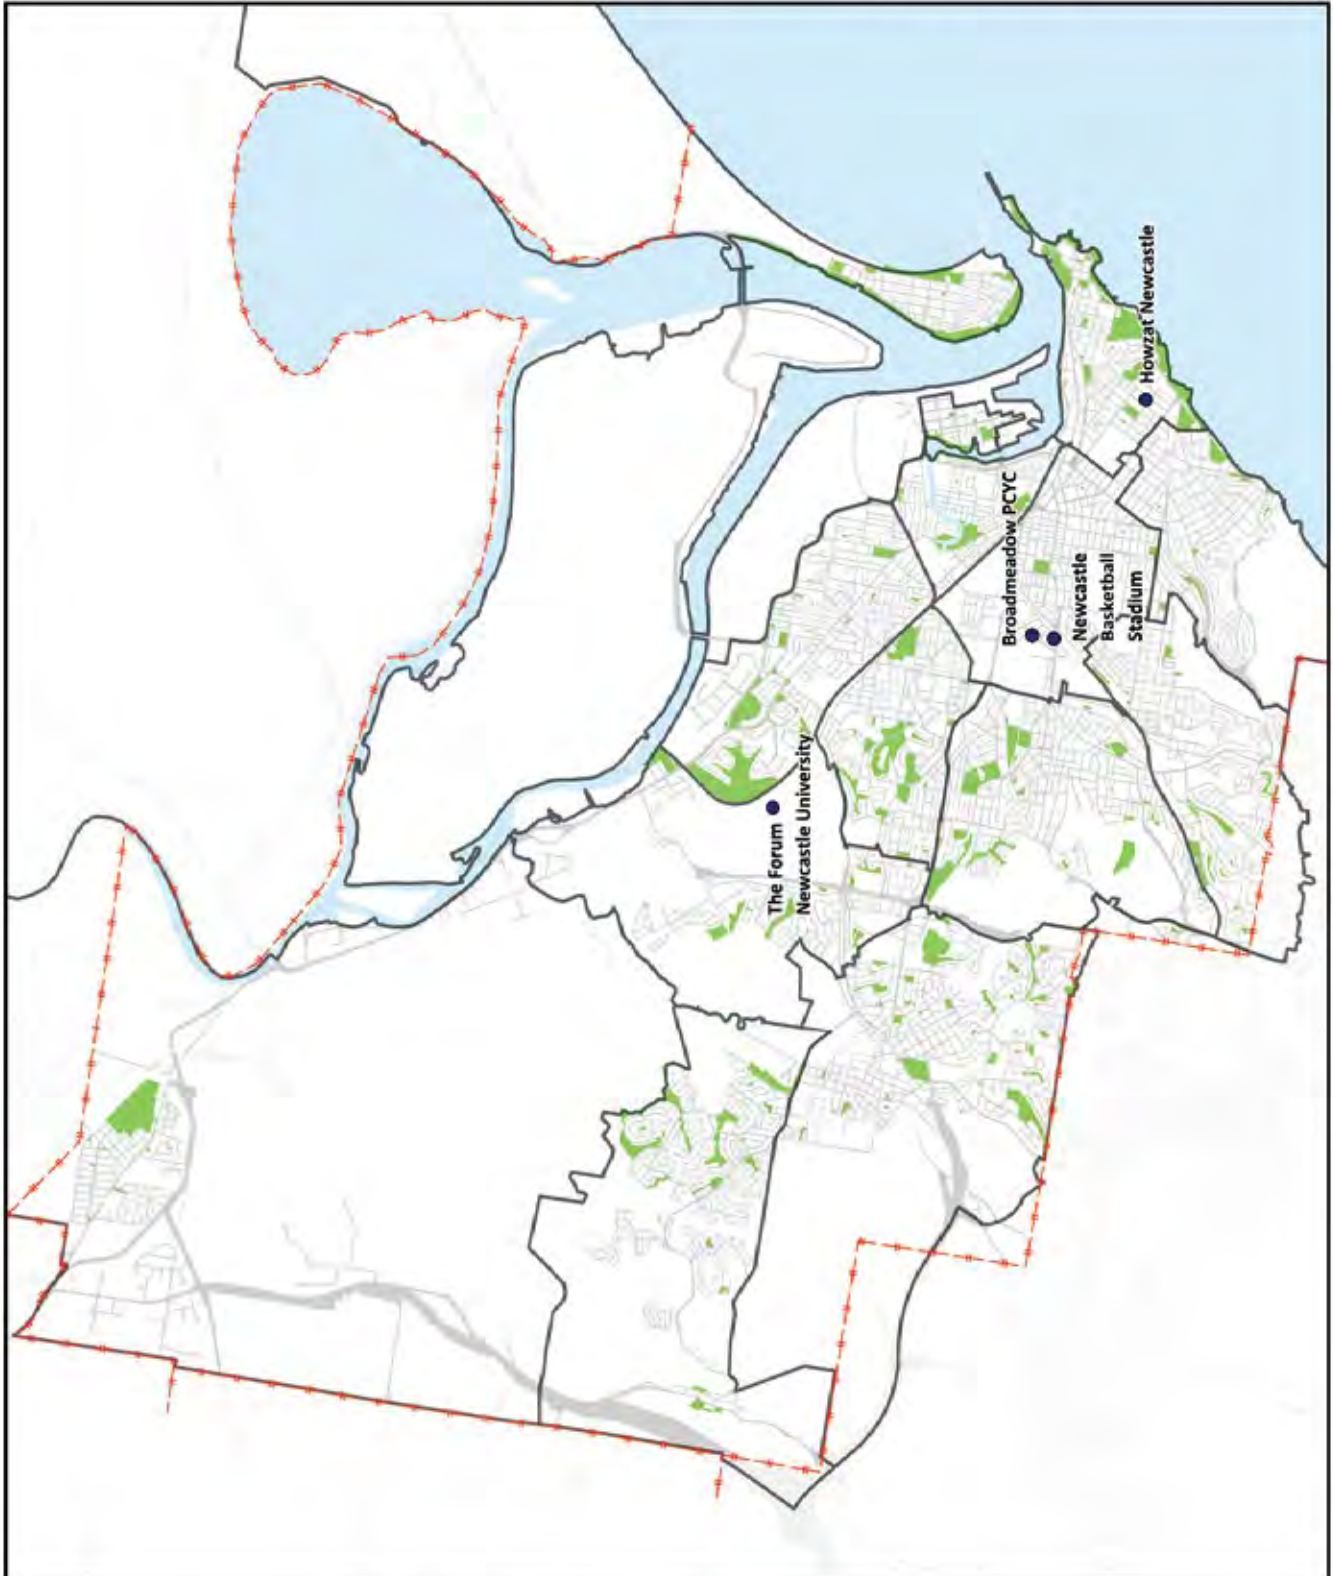 The Forum
Newcastle University
Broadmeadow PCYC
Newcastle
Basketball
Stadium
Howzat Newcastle